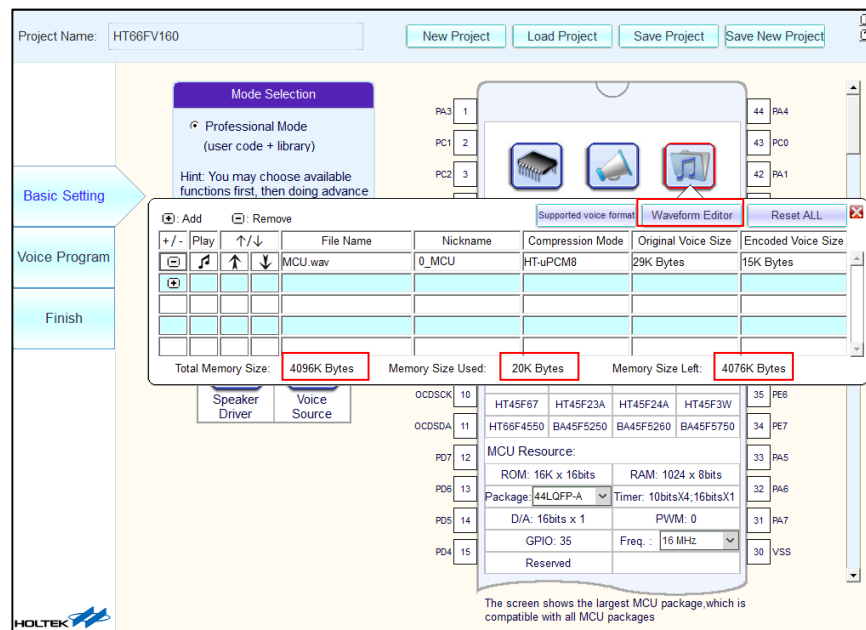 Project Name: HT66FV160
New Project Load Project Save Project Save New Project
Mode Selection
Professional Mode
(user code + library)
Hint: You may choose available
functions first, then doing advance
Basic Setting
Voice Program
Finish
PA3 1 44 PA4
PC1 2 43 PC0
PC2 3 42 PA1
+: Add -: Remove Supported voice format Waveform Editor Reset ALL
+/- Play ↑/↓ File Name Nickname Compression Mode Original Voice Size Encoded Voice Size
MCU.wav 0_MCU HT-uPCM8 29K Bytes 15K Bytes
Total Memory Size: 4096K Bytes Memory Size Used: 20K Bytes Memory Size Left: 4076K Bytes
Speaker Driver
Voice Source
OCDSCK 10 35 PE6
HT45F67 HT45F23A HT45F24A HT45F3W
OCDSDA 11 34 PE7
HT66F4550 BA45F5250 BA45F5260 BA45F5750
PD7 12 33 PA5
MCU Resource:
ROM: 16K x 16bits RAM: 1024 x 8bits
PD6 13 32 PA6
Package: 44LQFP-A Timer: 10bitsX4;16bitsX1
PD5 14 31 PA7
D/A: 16bits x 1 PWM: 0
GPIO: 35 Freq. : 16 MHz
PD4 15 30 VSS
Reserved
The screen shows the largest MCU package,which is
compatible with all MCU packages
HOLTEK